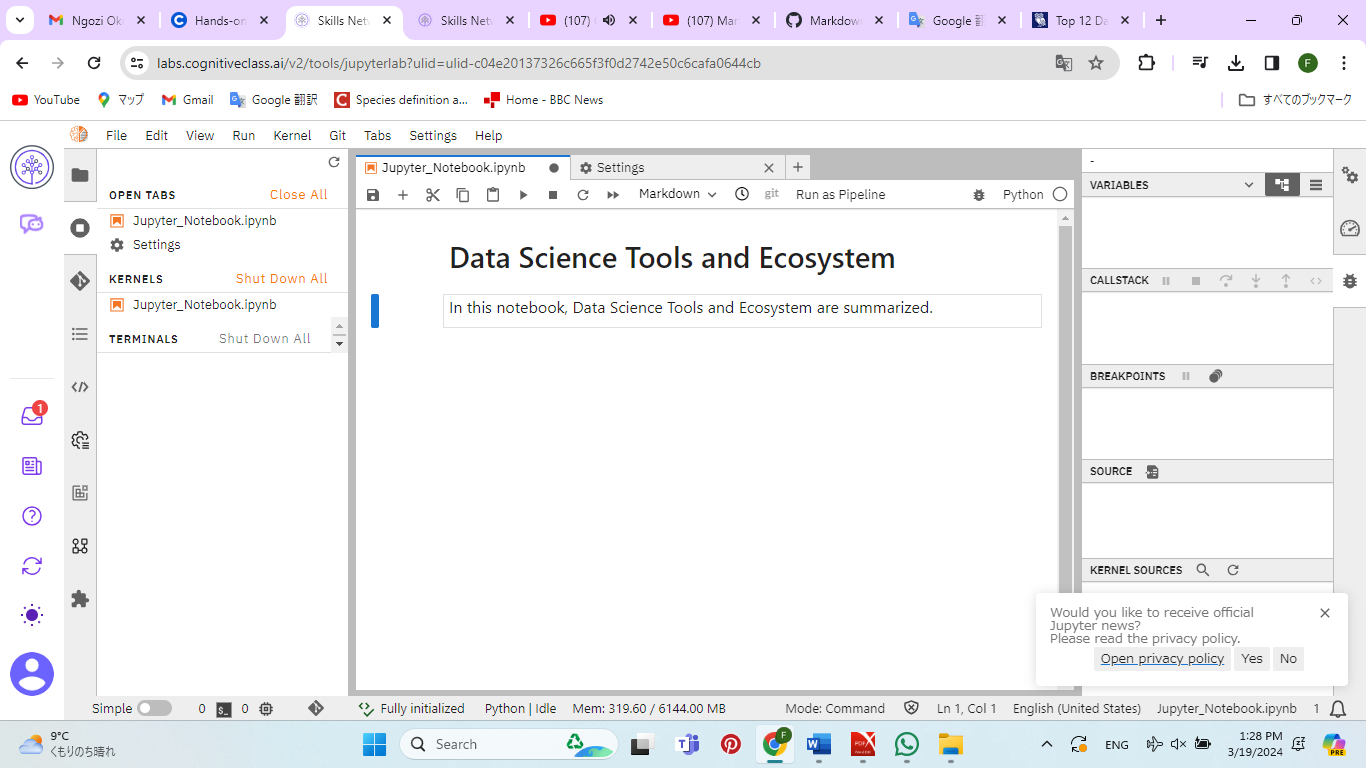 Ngozi Oku
Hands-on
Skills Netw
Skills Netw
(107)
(107) Mar
Markdown
Google 翻
Top 12 Da
labs.cognitiveclass.ai/v2/tools/jupyterlab?ulid=ulid-c04e20137326c665f3f0d2742e50c6cafa0644cb
F
YouTube
マップ
Gmail
Google 翻訳
Species definition a...
Home - BBC News
すべてのブックマーク
File Edit View Run Kernel Git Tabs Settings Help
OPEN TABS Close All
Jupyter_Notebook.ipynb
Settings
KERNELS Shut Down All
Jupyter_Notebook.ipynb
TERMINALS Shut Down All
1
Jupyter_Notebook.ipynb
Settings
Markdown git Run as Pipeline Python
Data Science Tools and Ecosystem
In this notebook, Data Science Tools and Ecosystem are summarized.
-
VARIABLES
CALLSTACK
BREAKPOINTS
SOURCE
KERNEL SOURCES
Would you like to receive official
Jupyter news?
Please read the privacy policy.
Open privacy policy Yes No
Simple 0 0 Fully initialized Python | Idle Mem: 319.60 / 6144.00 MB Mode: Command Ln 1, Col 1 English (United States) Jupyter_Notebook.ipynb 1
9°C
くもりのち晴れ
Search
F
PDF
ENG
1:28 PM
3/19/2024
PRE